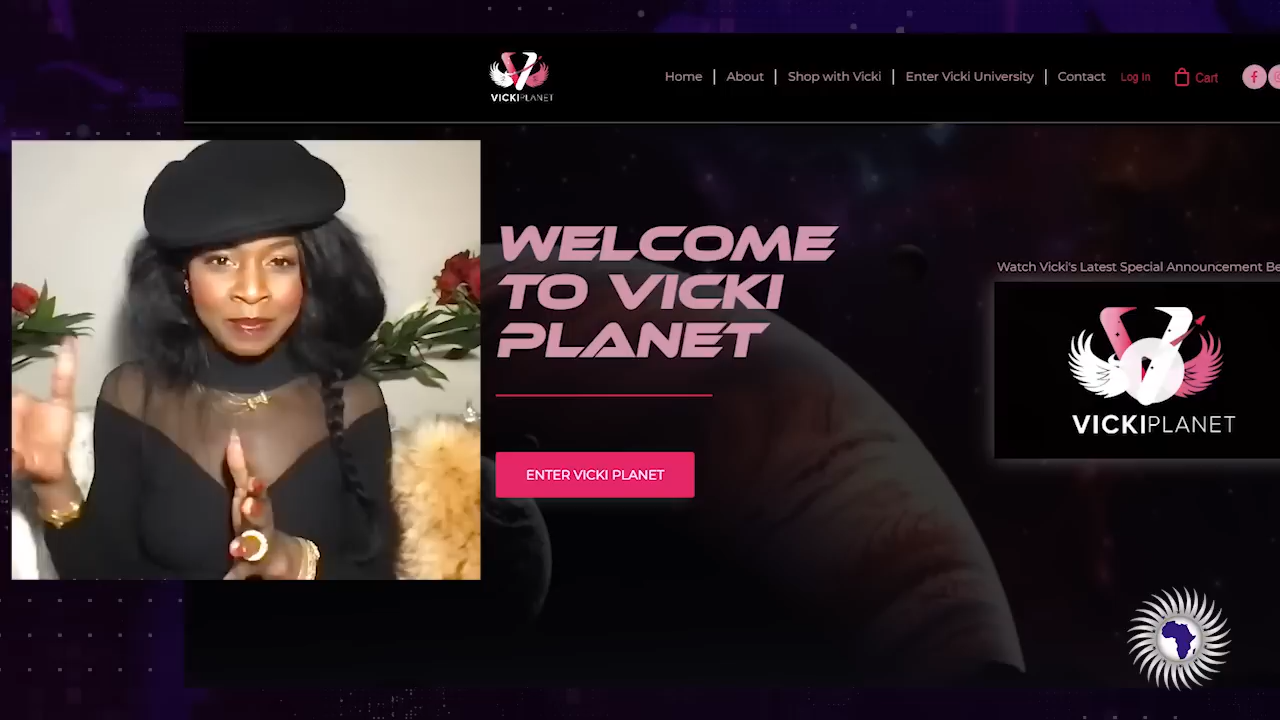 VICKIPLANET
Home | About | Shop with Vicki | Enter Vicki University | Contact Log In Cart
WELCOME
TO VICKI
PLANET
ENTER VICKI PLANET
Watch Vicki's Latest Special Announcement Be
VICKIPLANET